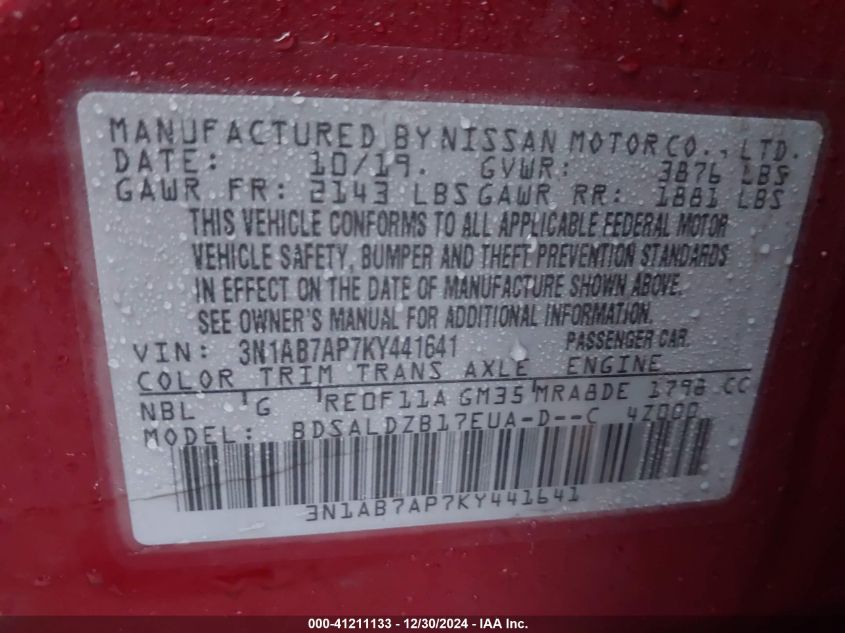 MANUFACTURED BY NISSAN MOTOR CO., LTD.
DATE: 10/19. GVWR: 3876 LBS
GAWR FR: 2143 LBS GAWR RR: 1881 LBS
THIS VEHICLE CONFORMS TO ALL APPLICABLE FEDERAL MOTOR
VEHICLE SAFETY, BUMPER AND THEFT PREVENTION STANDARDS
IN EFFECT ON THE DATE OF MANUFACTURE SHOWN ABOVE.
SEE OWNER'S MANUAL FOR ADDITIONAL INFORMATION.
VIN: 3N1AB7AP7KY441641 PASSENGER CAR.
COLOR TRIM TRANS AXLE ENGINE
NBL G RE0F11A GM35 MRA8DE 1798 CC
MODEL: BDSALDZB17EUA-D--C 4Z000
3N1AB7AP7KY441641
000-41211133 - 12/30/2024 - IAA Inc.